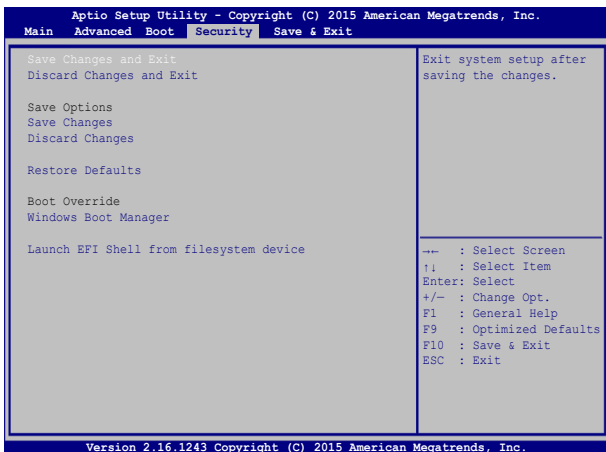 Aptio Setup Utility - Copyright (C) 2015 American Megatrends, Inc.
Main Advanced Boot Security Save & Exit
Save Changes and Exit
Discard Changes and Exit
Save Options
Save Changes
Discard Changes
Restore Defaults
Boot Override
Windows Boot Manager
Launch EFI Shell from filesystem device
Exit system setup after
saving the changes.
→← : Select Screen
↑↓ : Select Item
Enter: Select
+/— : Change Opt.
F1 : General Help
F9 : Optimized Defaults
F10 : Save & Exit
ESC : Exit
Version 2.16.1243 Copyright (C) 2015 American Megatrends, Inc.